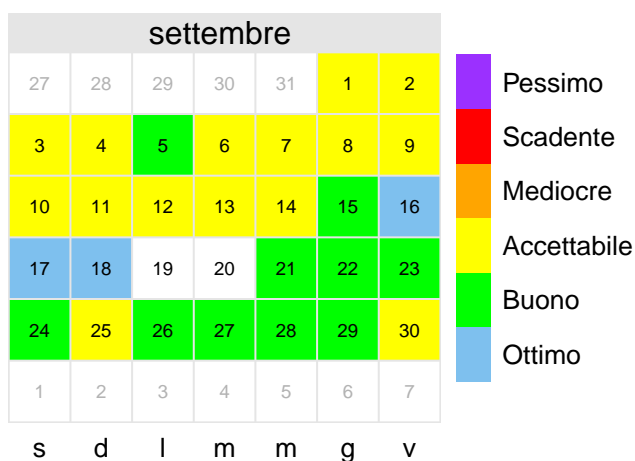 settembre
27 28 29 30 31 1 2
3 4 5 6 7 8 9
10 11 12 13 14 15 16
17 18 19 20 21 22 23
24 25 26 27 28 29 30
1 2 3 4 5 6 7
s d l m m g v
Pessimo
Scadente
Mediocre
Accettabile
Buono
Ottimo